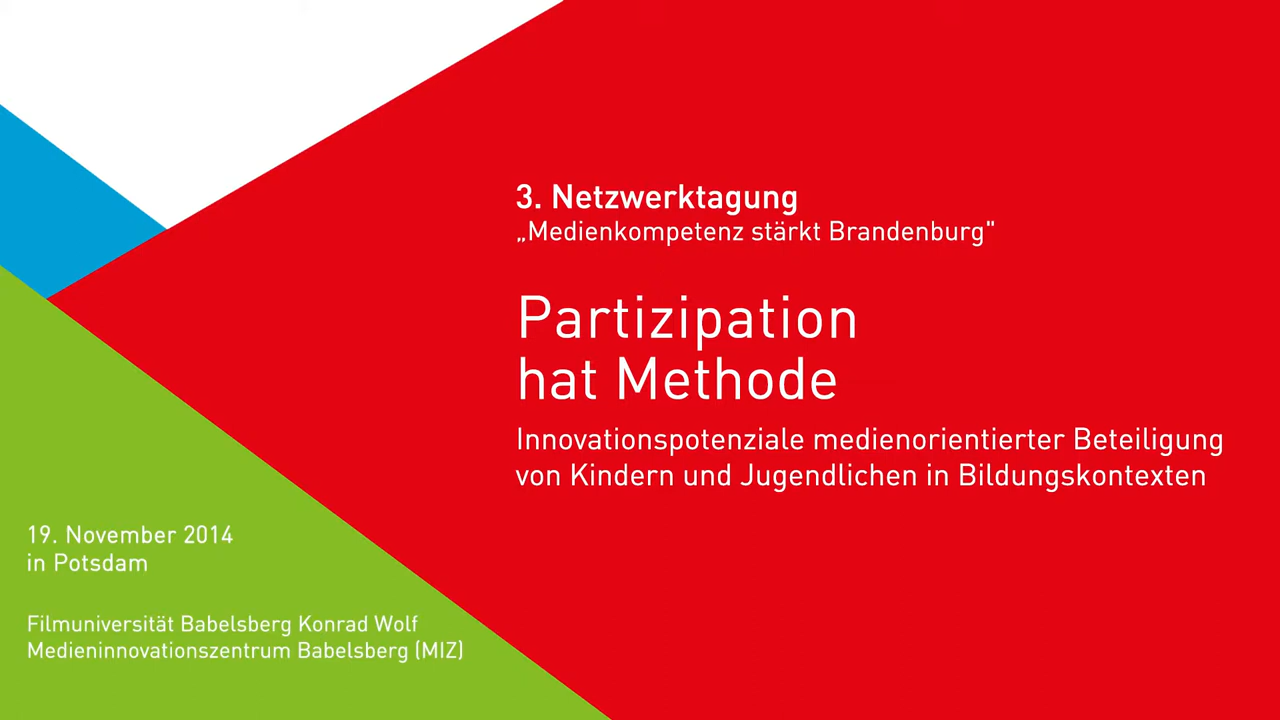 3. Netzwerktagung
„Medienkompetenz stärkt Brandenburg"
Partizipation
hat Methode
Innovationspotenziale medienorientierter Beteiligung
von Kindern und Jugendlichen in Bildungskontexten
19. November 2014
in Potsdam
Filmuniversität Babelsberg Konrad Wolf
Medieninnovationszentrum Babelsberg (MIZ)